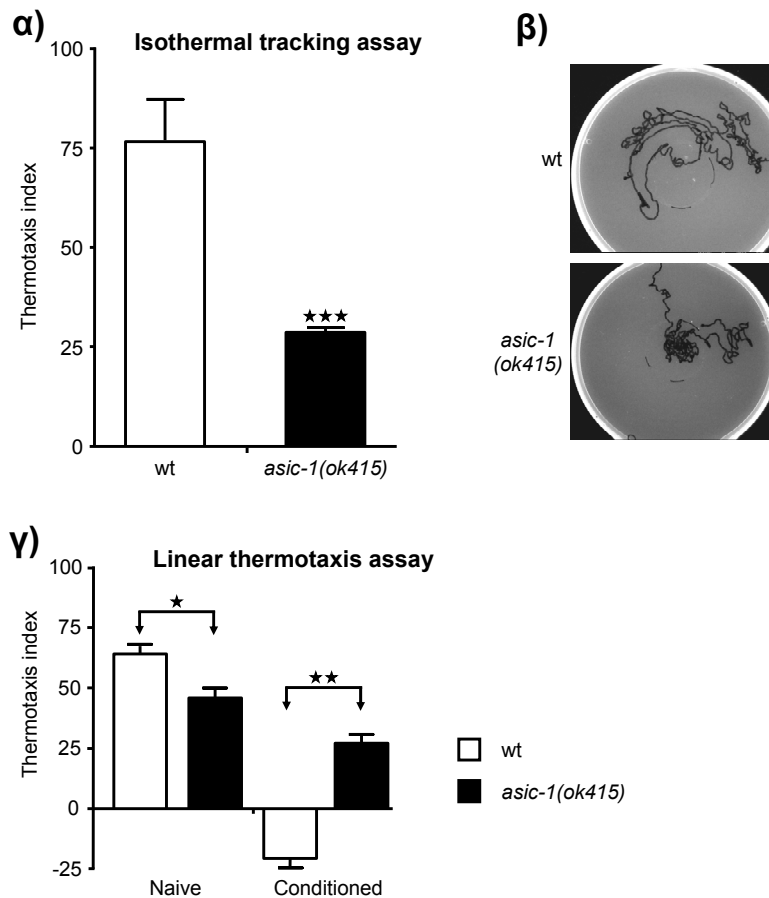 α)
Isothermal tracking assay
100
75
50
25
0
Thermotaxis index
★★★
wt
asic-1(ok415)
β)
wt
asic-1
(ok415)
γ)
Linear thermotaxis assay
100
75
50
25
0
-25
Thermotaxis index
★
★★
Naive
Conditioned
wt
asic-1(ok415)